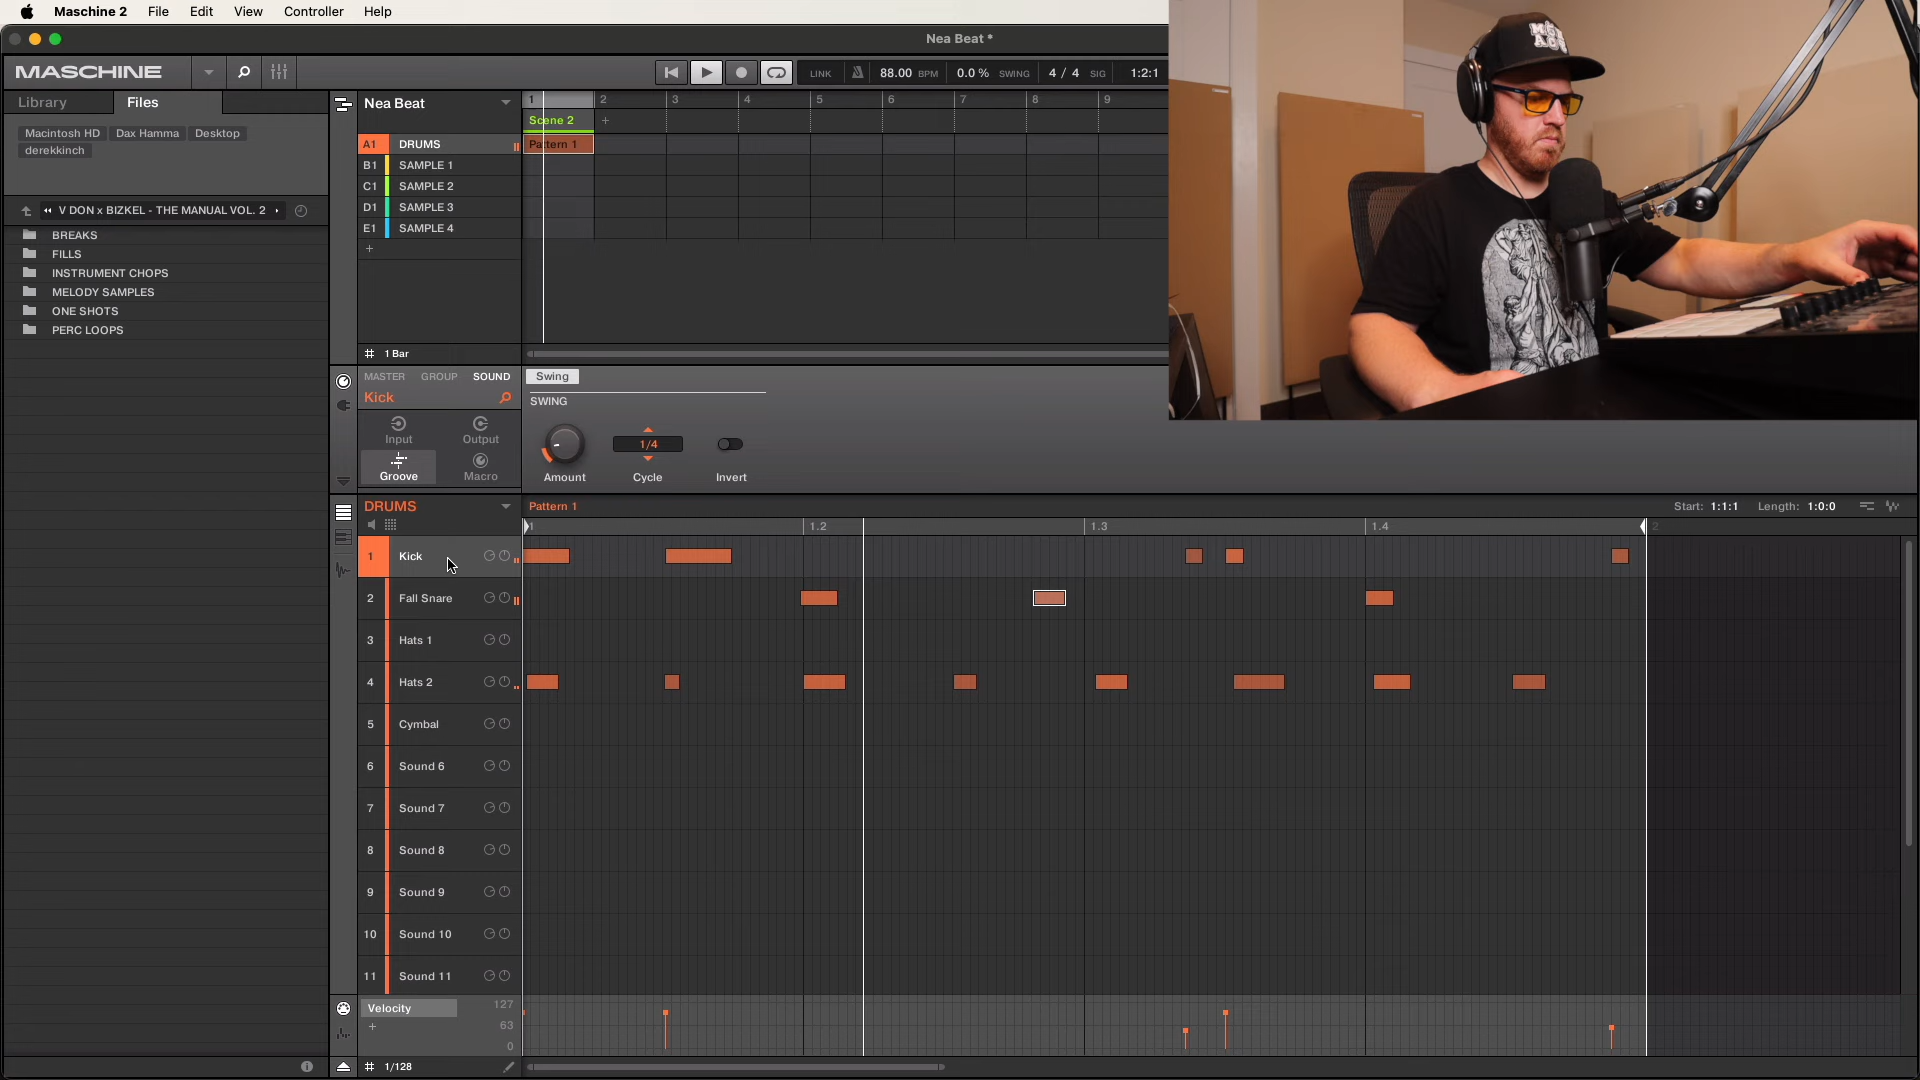 Maschine 2 File Edit View Controller Help
Nea Beat *
MASCHINE
LINK 88.00 BPM 0.0 % SWING 4 / 4 SIG 1:2:1
Library Files
Macintosh HD Dax Hamma Desktop
derekkinch
V DON x BIZKEL - THE MANUAL VOL. 2
BREAKS
FILLS
INSTRUMENT CHOPS
MELODY SAMPLES
ONE SHOTS
PERC LOOPS
Nea Beat
1 2 3 4 5 6 7 8 9
Scene 2 +
A1 DRUMS Pattern 1
B1 SAMPLE 1
C1 SAMPLE 2
D1 SAMPLE 3
E1 SAMPLE 4
+
1 Bar
MASTER GROUP SOUND
Kick
Input Output
Groove Macro
Swing
SWING
1/4
Amount Cycle Invert
DRUMS
Pattern 1 Start: 1:1:1 Length: 1:0:0
1 1.2 1.3 1.4 2
1 Kick
2 Fall Snare
3 Hats 1
4 Hats 2
5 Cymbal
6 Sound 6
7 Sound 7
8 Sound 8
9 Sound 9
10 Sound 10
11 Sound 11
Velocity 127
+ 63
0
1/128